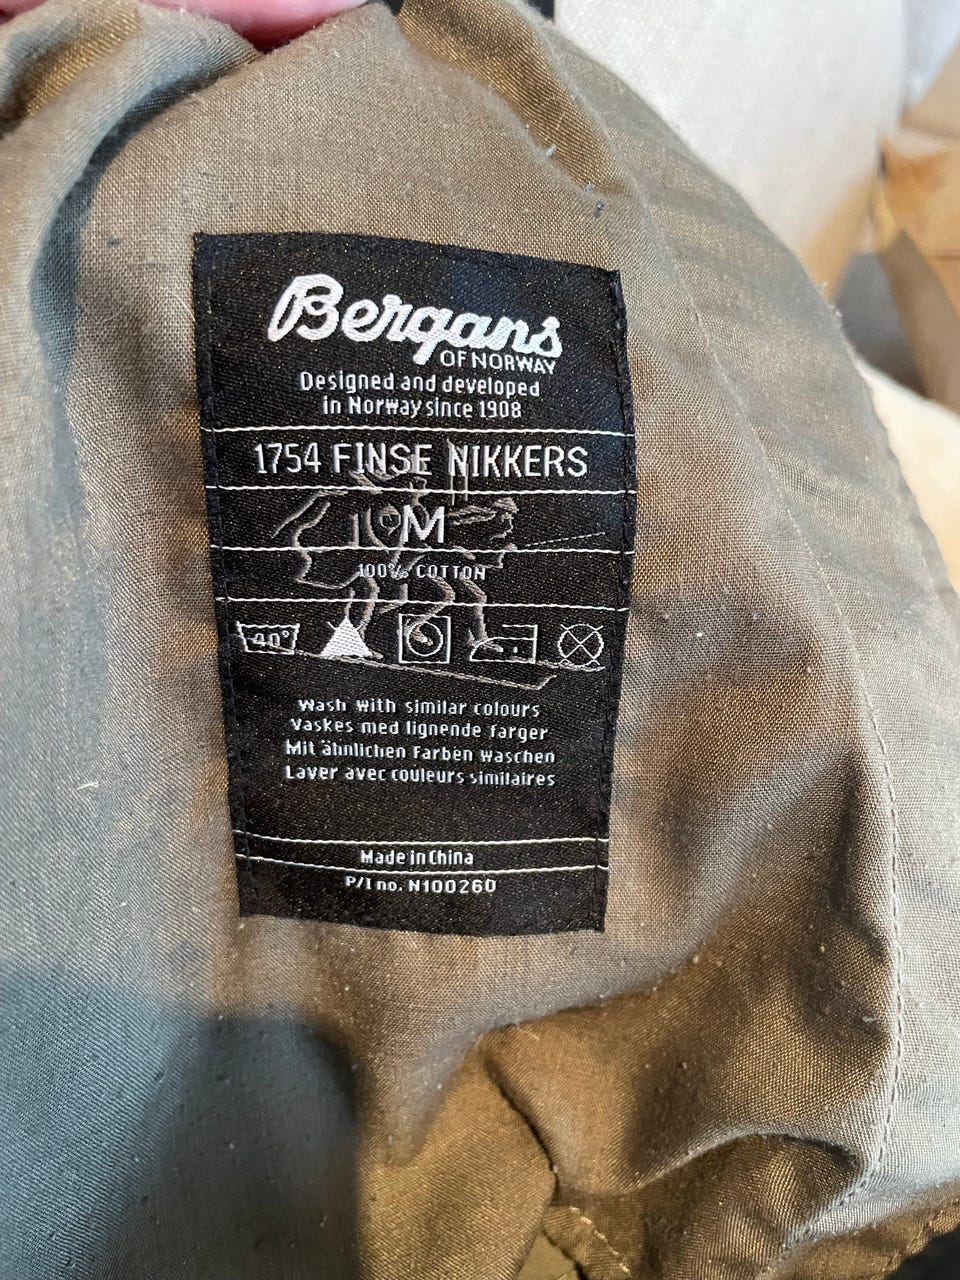 Bergans
OF NORWAY
Designed and developed
in Norway since 1908
1754 FINSE NIKKERS
M
100% COTTON
40°
Wash with similar colours
Vaskes med lignende farger
Mit ähnlichen Farben waschen
Laver avec couleurs similaires
Made in China
P/I no. N100260